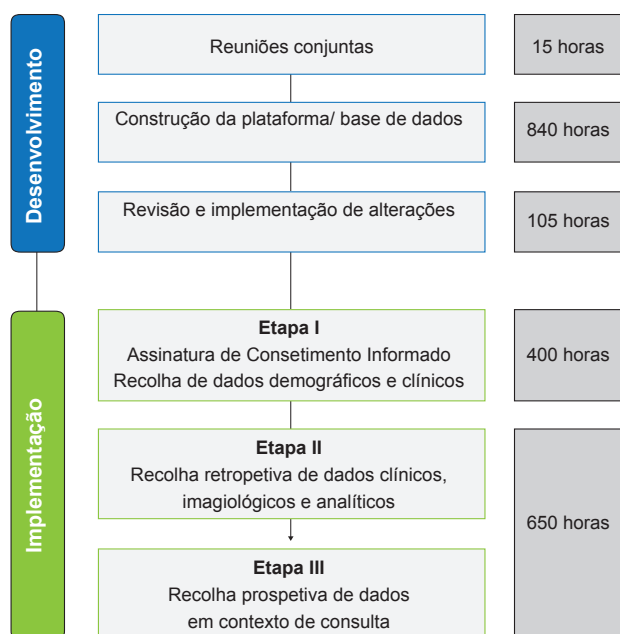 Desenvolvimento
Reuniões conjuntas
15 horas
Construção da plataforma/ base de dados
840 horas
Revisão e implementação de alterações
105 horas
Implementação
Etapa I
Assinatura de Consetimento Informado
Recolha de dados demográficos e clínicos
400 horas
Etapa II
Recolha retropetiva de dados clínicos,
imagiológicos e analíticos
650 horas
Etapa III
Recolha prospetiva de dados
em contexto de consulta